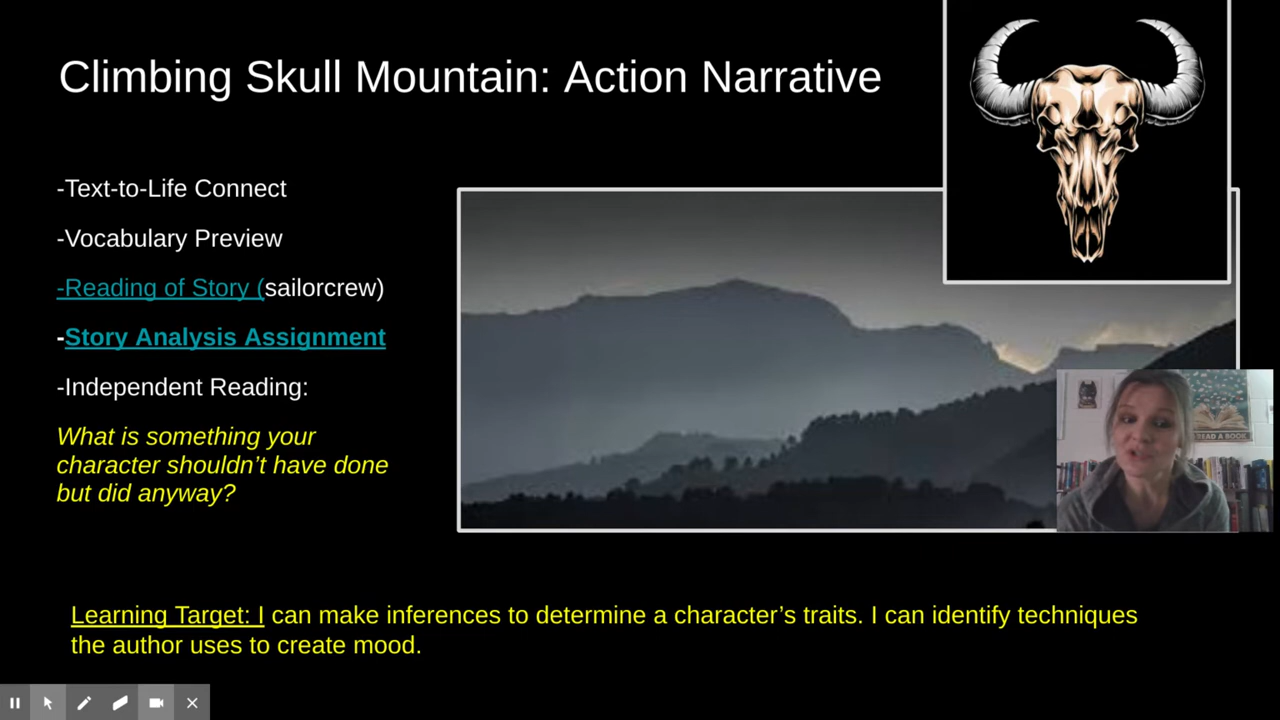 Climbing Skull Mountain: Action Narrative
-Text-to-Life Connect
-Vocabulary Preview
-Reading of Story (sailorcrew)
-Story Analysis Assignment
-Independent Reading:
What is something your
character shouldn’t have done
but did anyway?
READ A BOOK
Learning Target: I can make inferences to determine a character’s traits. I can identify techniques
the author uses to create mood.